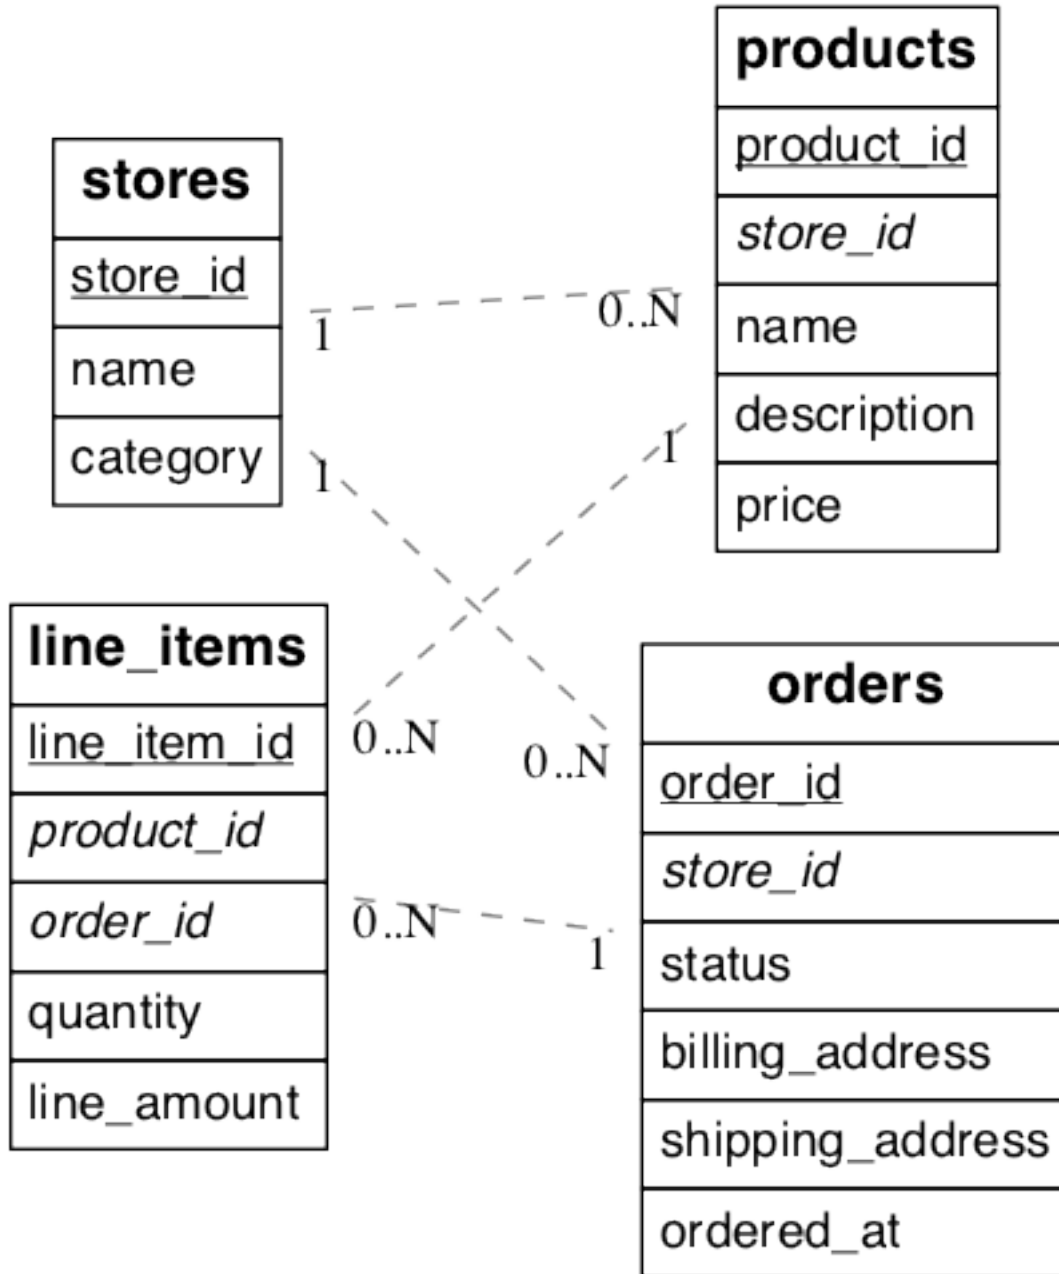 stores
store_id
name
category
products
product_id
store_id
name
description
price
1
0..N
1
1
0..N
0..N
0..N
1
line_items
line_item_id
product_id
order_id
quantity
line_amount
orders
order_id
store_id
status
billing_address
shipping_address
ordered_at